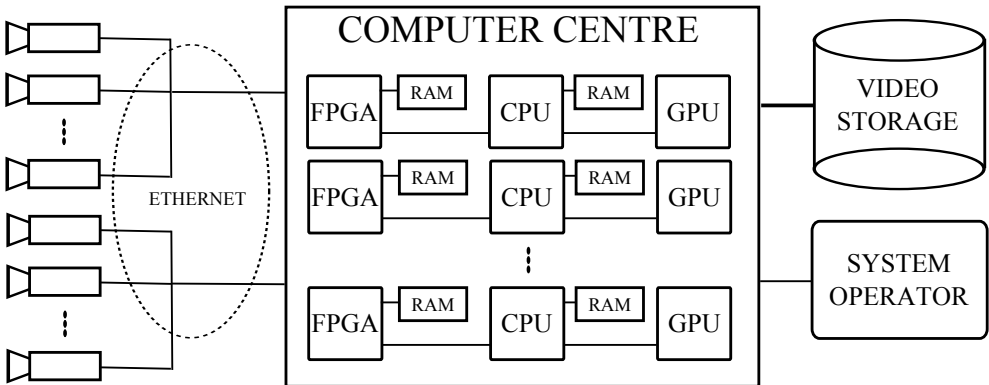 COMPUTER CENTRE
ETHERNET
FPGA
RAM
CPU
RAM
GPU
FPGA
RAM
CPU
RAM
GPU
FPGA
RAM
CPU
RAM
GPU
VIDEO
STORAGE
SYSTEM
OPERATOR